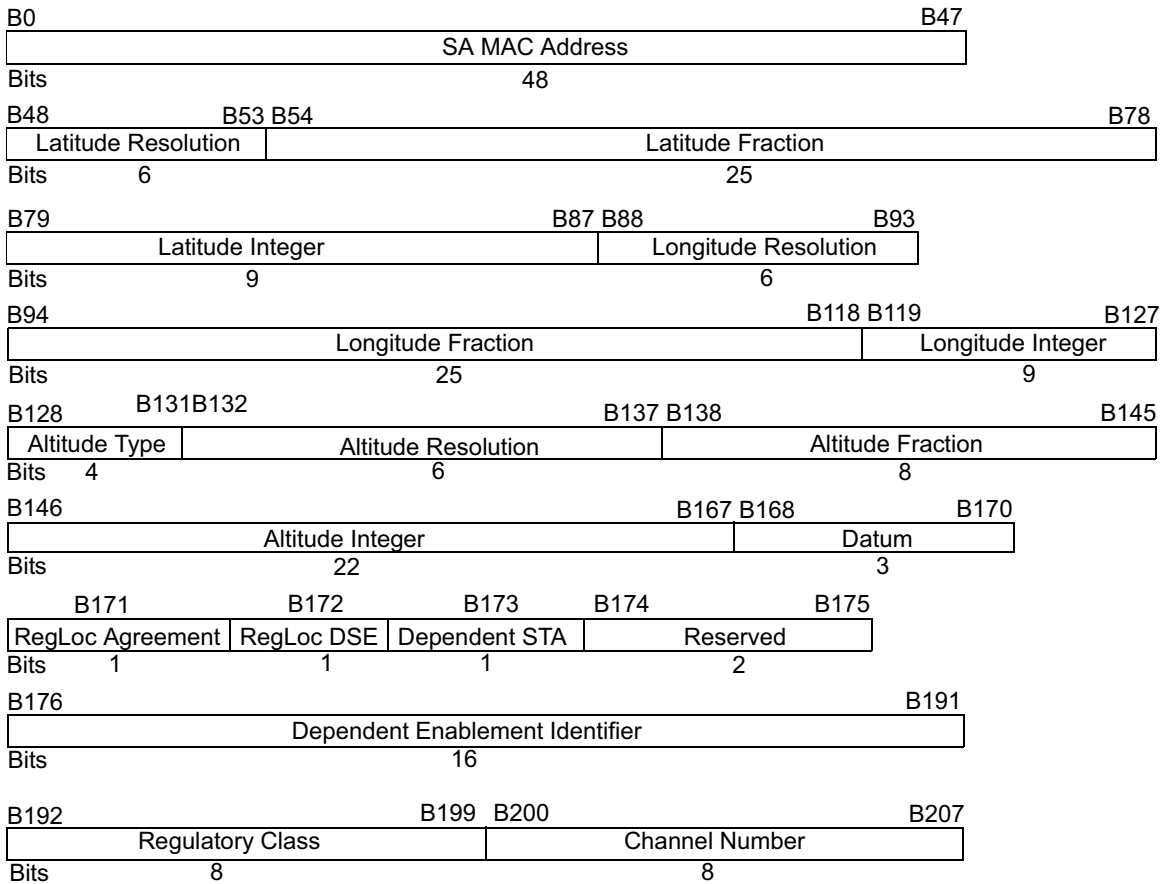 B0 B47
SA MAC Address
Bits 48
B48 B53 B54 B78
Latitude Resolution Latitude Fraction
Bits 6 25
B79 B87 B88 B93
Latitude Integer Longitude Resolution
Bits 9 6
B94 B118 B119 B127
Longitude Fraction Longitude Integer
Bits 25 9
B128 B131B132 B137 B138 B145
Altitude Type Altitude Resolution Altitude Fraction
Bits 4 6 8
B146 B167 B168 B170
Altitude Integer Datum
Bits 22 3
B171 B172 B173 B174 B175
RegLoc Agreement RegLoc DSE Dependent STA Reserved
Bits 1 1 1 2
B176 B191
Dependent Enablement Identifier
Bits 16
B192 B199 B200 B207
Regulatory Class Channel Number
Bits 8 8